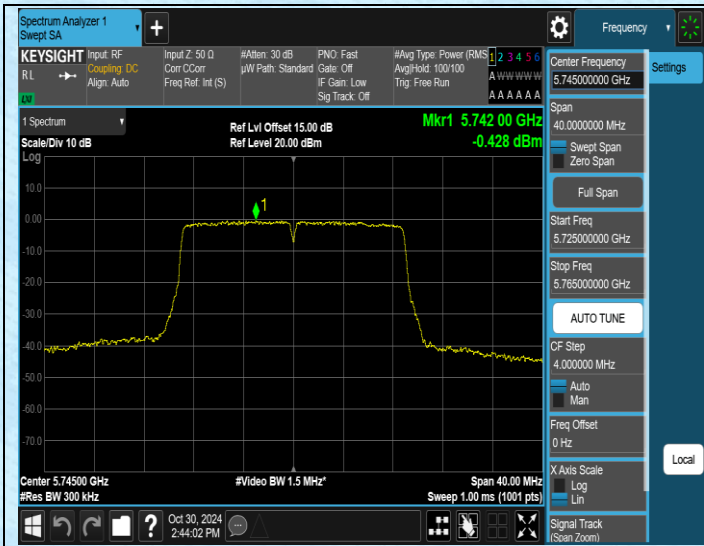 Spectrum Analyzer 1
Swept SA
Frequency
KEYSIGHT
RL
LXI
Input: RF
Coupling: DC
Align: Auto
Input Z: 50 Ω
Corr CCorr
Freq Ref: Int (S)
#Atten: 30 dB
µW Path: Standard
PNO: Fast
Gate: Off
IF Gain: Low
Sig Track: Off
#Avg Type: Power (RMS
Avg|Hold: 100/100
Trig: Free Run
1 2 3 4 5 6
A W W W W W
A A A A A A
1 Spectrum
Scale/Div 10 dB
Log
Ref Lvl Offset 15.00 dB
Ref Level 20.00 dBm
Mkr1 5.742 00 GHz
-0.428 dBm
1
10.0
0.00
-10.0
-20.0
-30.0
-40.0
-50.0
-60.0
-70.0
Center 5.74500 GHz
#Res BW 300 kHz
#Video BW 1.5 MHz*
Span 40.00 MHz
Sweep 1.00 ms (1001 pts)
Oct 30, 2024
2:44:02 PM
Center Frequency
5.745000000 GHz
Settings
Span
40.0000000 MHz
Swept Span
Zero Span
Full Span
Start Freq
5.725000000 GHz
Stop Freq
5.765000000 GHz
AUTO TUNE
CF Step
4.000000 MHz
Auto
Man
Freq Offset
0 Hz
X Axis Scale
Log
Lin
Local
Signal Track
(Span Zoom)